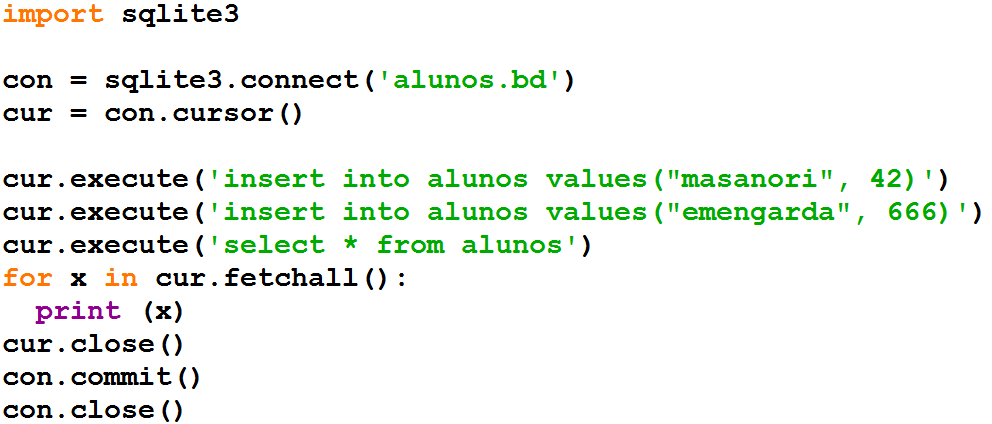 import sqlite3

con = sqlite3.connect('alunos.bd')
cur = con.cursor()

cur.execute('insert into alunos values("masanori", 42)')
cur.execute('insert into alunos values("emengarda", 666)')
cur.execute('select * from alunos')
for x in cur.fetchall():
  print (x)
cur.close()
con.commit()
con.close()